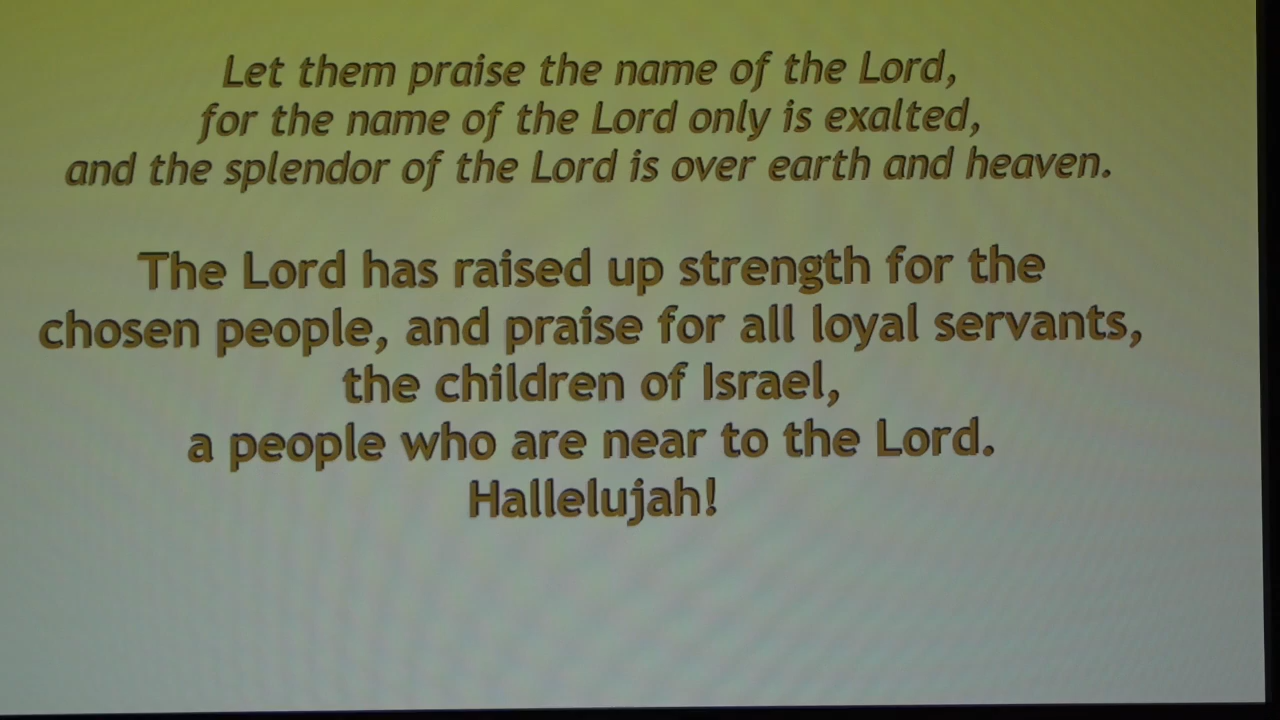 Let them praise the name of the Lord,
for the name of the Lord only is exalted,
and the splendor of the Lord is over earth and heaven.
The Lord has raised up strength for the
chosen people, and praise for all loyal servants,
the children of Israel,
a people who are near to the Lord.
Hallelujah!